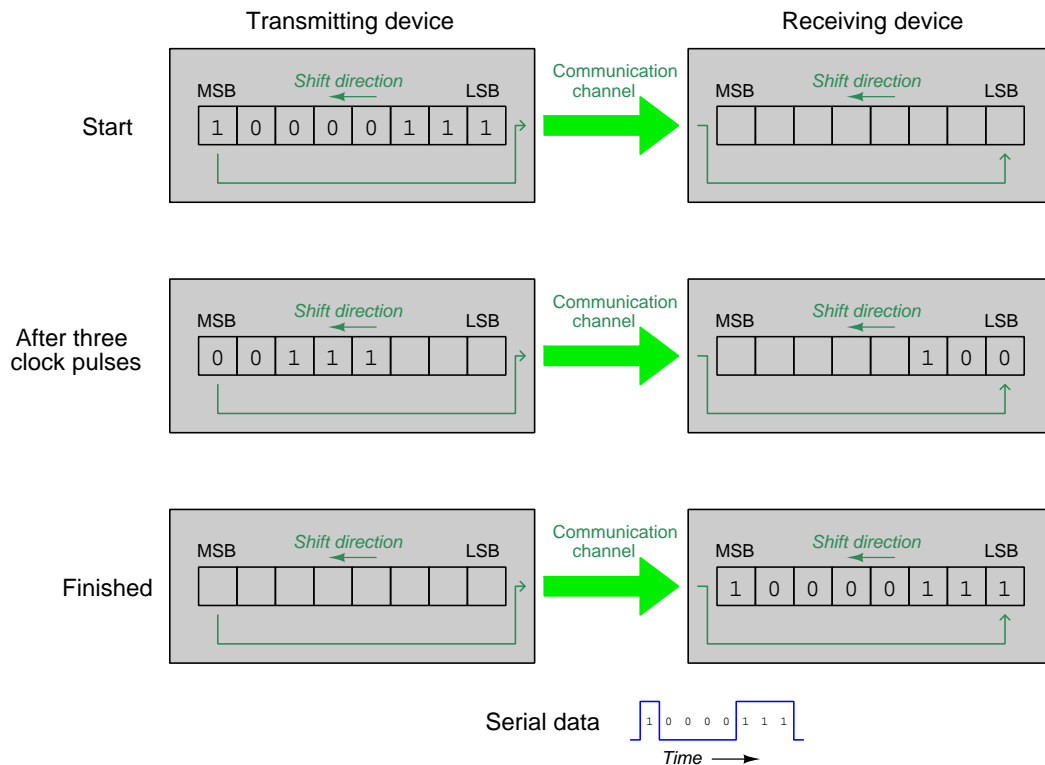 Transmitting device
Receiving device
Start
MSB
Shift direction
LSB
1 0 0 0 0 1 1 1
Communication
channel
MSB
Shift direction
LSB
After three
clock pulses
MSB
Shift direction
LSB
0 0 1 1 1
Communication
channel
MSB
Shift direction
LSB
1 0 0
Finished
MSB
Shift direction
LSB
Communication
channel
MSB
Shift direction
LSB
1 0 0 0 0 1 1 1
Serial data
1 0 0 0 0 1 1 1
Time